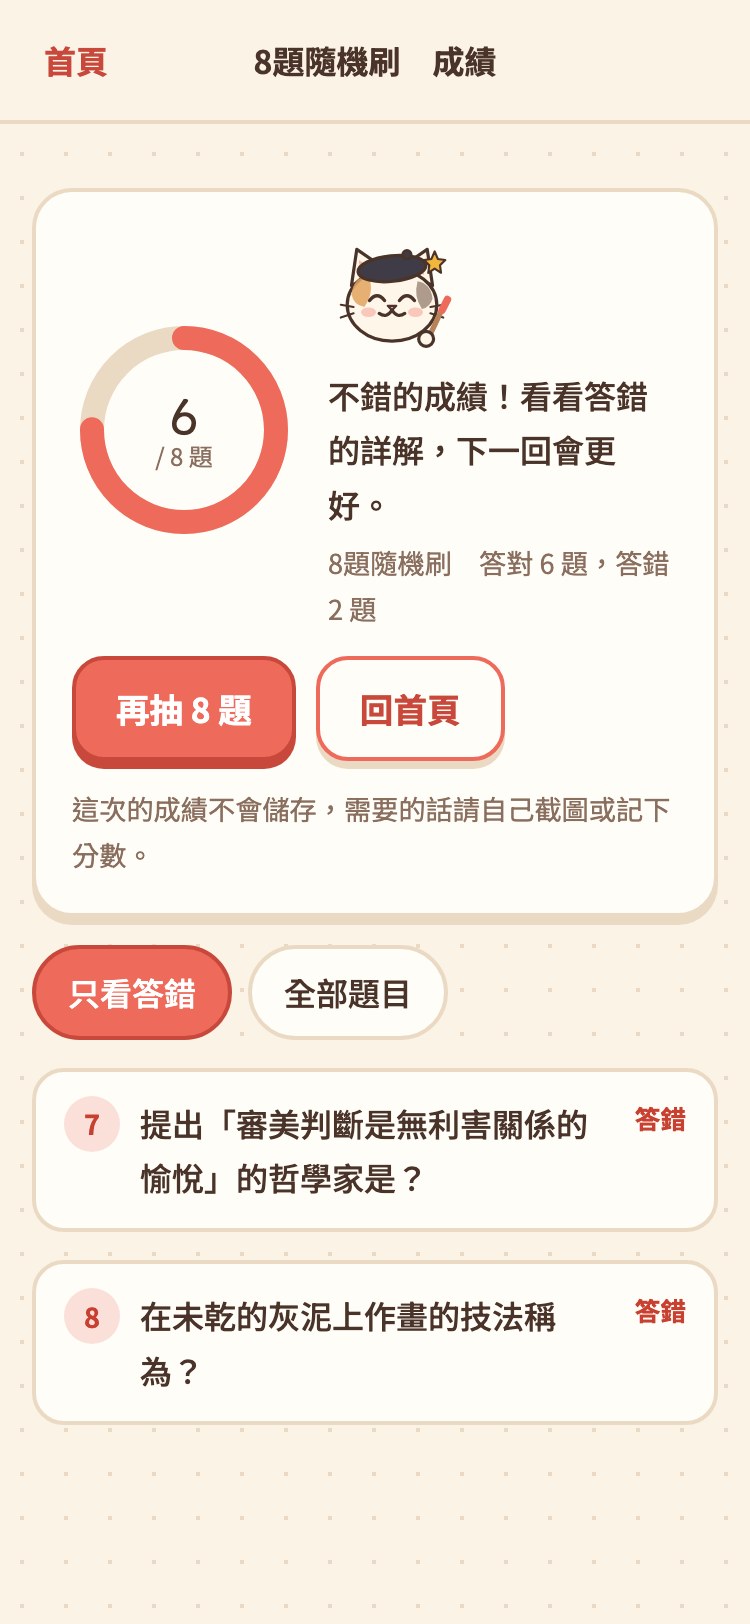 首頁
8題隨機刷　成績
6
/ 8 題
不錯的成績！看看答錯
的詳解，下一回會更
好。
8題隨機刷　答對 6 題，答錯
2 題
再抽 8 題
回首頁
這次的成績不會儲存，需要的話請自己截圖或記下
分數。
只看答錯
全部題目
7
提出「審美判斷是無利害關係的
愉悅」的哲學家是？
答錯
8
在未乾的灰泥上作畫的技法稱
為？
答錯